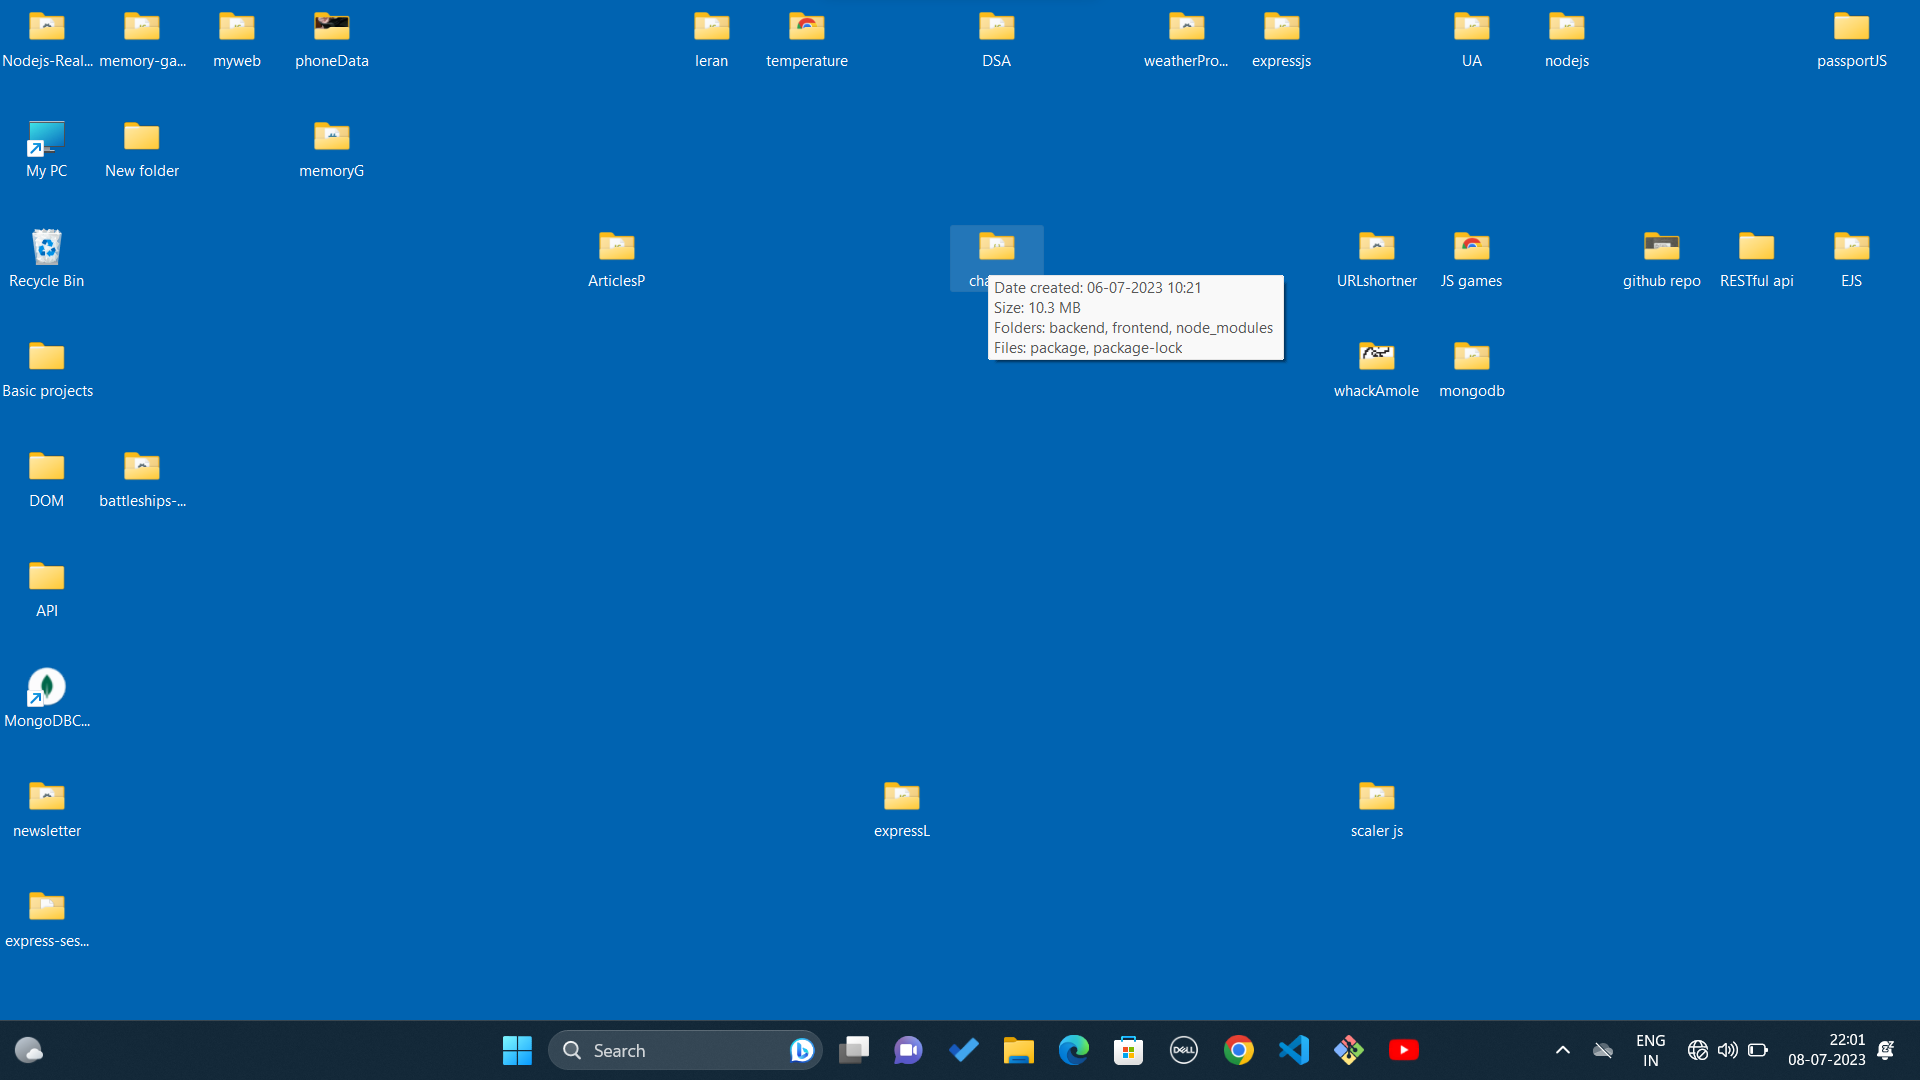 Nodejs-Real...
memory-ga...
myweb
phoneData
leran
temperature
DSA
weatherPro...
expressjs
UA
nodejs
passportJS
My PC
New folder
memoryG
Recycle Bin
ArticlesP
cha
URLshortner
JS games
github repo
RESTful api
EJS
Date created: 06-07-2023 10:21
Size: 10.3 MB
Folders: backend, frontend, node_modules
Files: package, package-lock
Basic projects
whackAmole
mongodb
DOM
battleships-...
API
MongoDBC...
newsletter
expressL
scaler js
express-ses...
Search
DELL
ENG
IN
22:01
08-07-2023